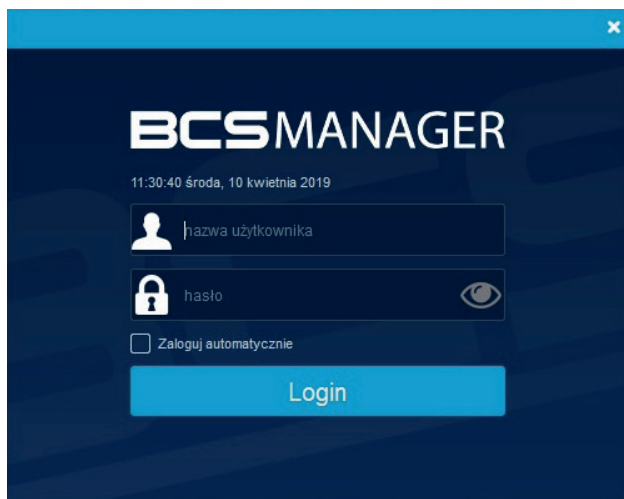 BCSMANAGER
11:30:40 środa, 10 kwietnia 2019
nazwa użytkownika
hasło
Zaloguj automatycznie
Login